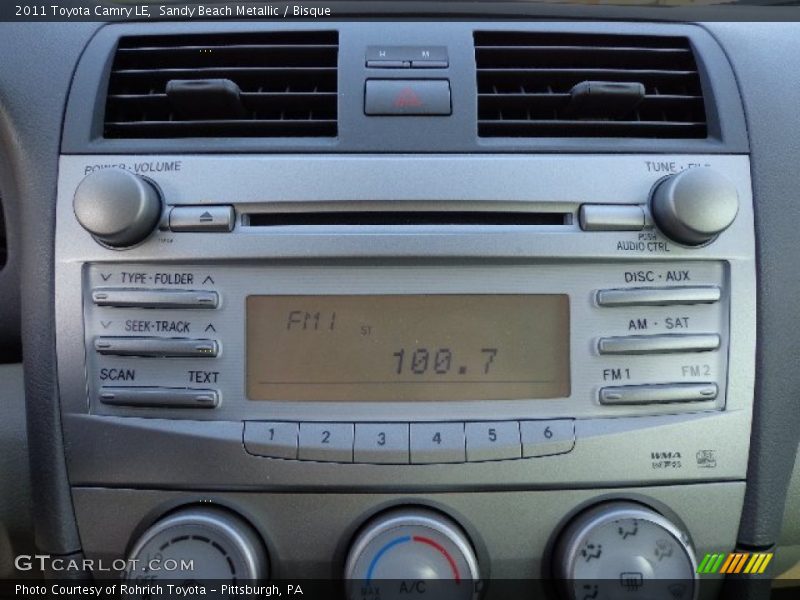 2011 Toyota Camry LE, Sandy Beach Metallic / Bisque
H M
POWER · VOLUME
TUNE · FILE
PUSH
AUDIO CTRL
TYPE · FOLDER
DISC · AUX
SEEK · TRACK
AM · SAT
SCAN TEXT
FM 1 FM 2
FM1 ST
100.7
1 2 3 4 5 6
WMA
MP3
OFF
A/C
GTCARLOT.COM
Photo Courtesy of Rohrich Toyota - Pittsburgh, PA